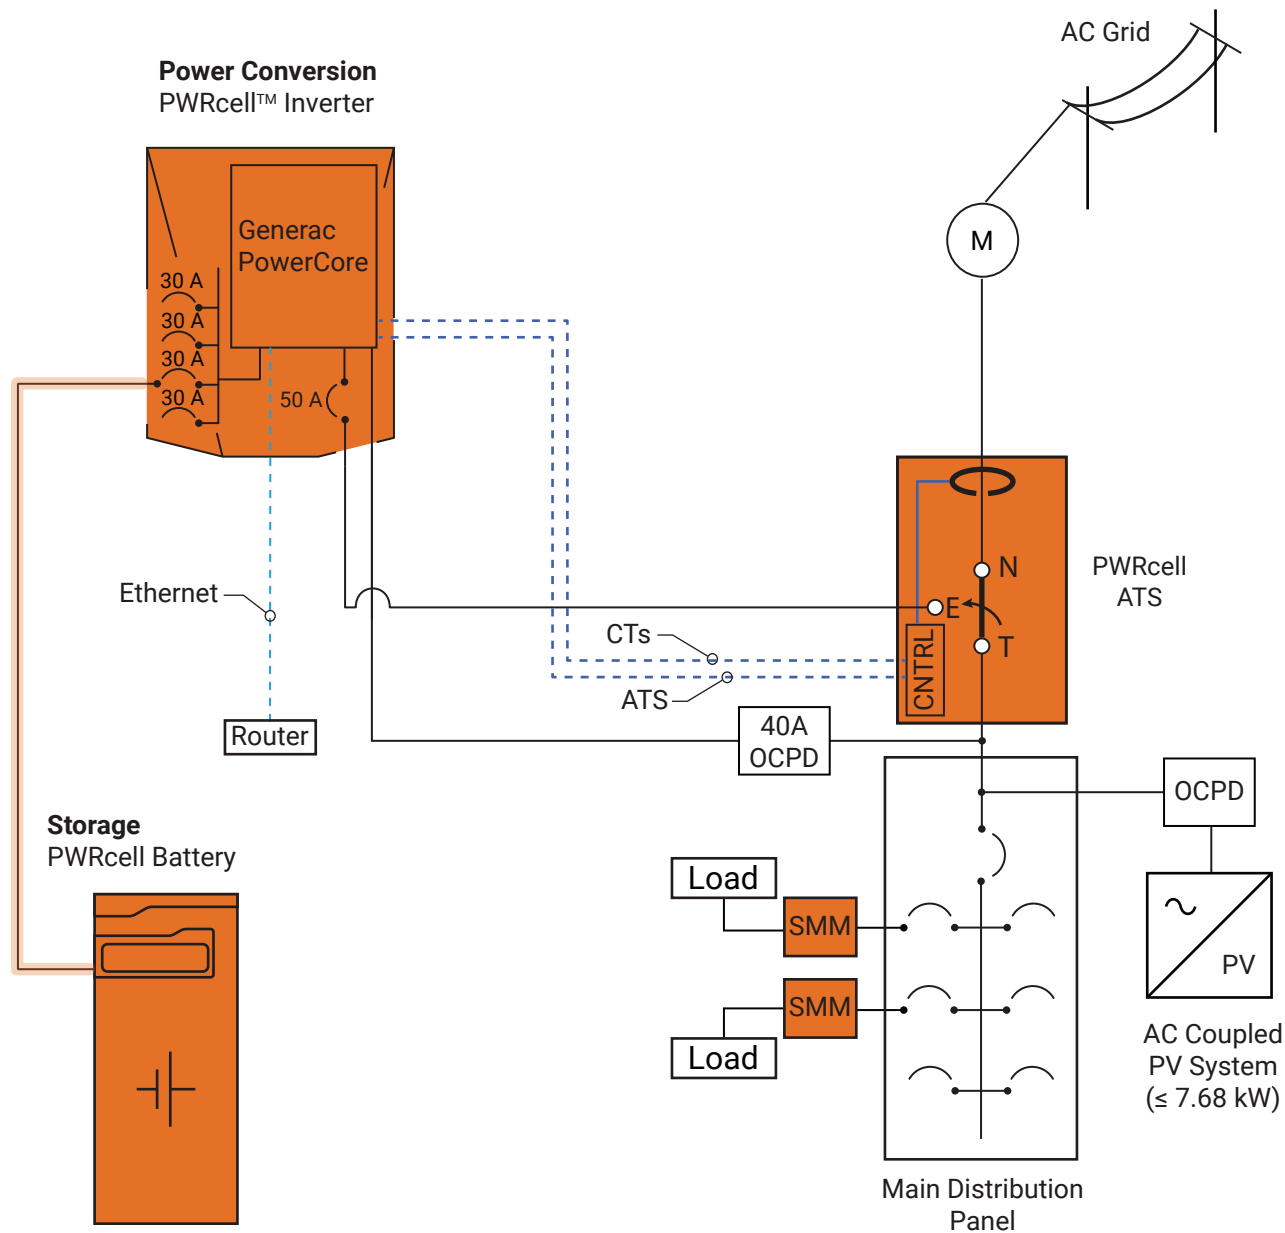 AC Grid
Power Conversion
PWRcell™ Inverter
M
Generac
PowerCore
30 A
30 A
30 A
30 A
50 A
N
E
T
CNTRL
PWRcell
ATS
Ethernet
CTs
ATS
Router
40A
OCPD
OCPD
Storage
PWRcell Battery
Load
SMM
SMM
Load
PV
AC Coupled
PV System
(≤ 7.68 kW)
Main Distribution
Panel